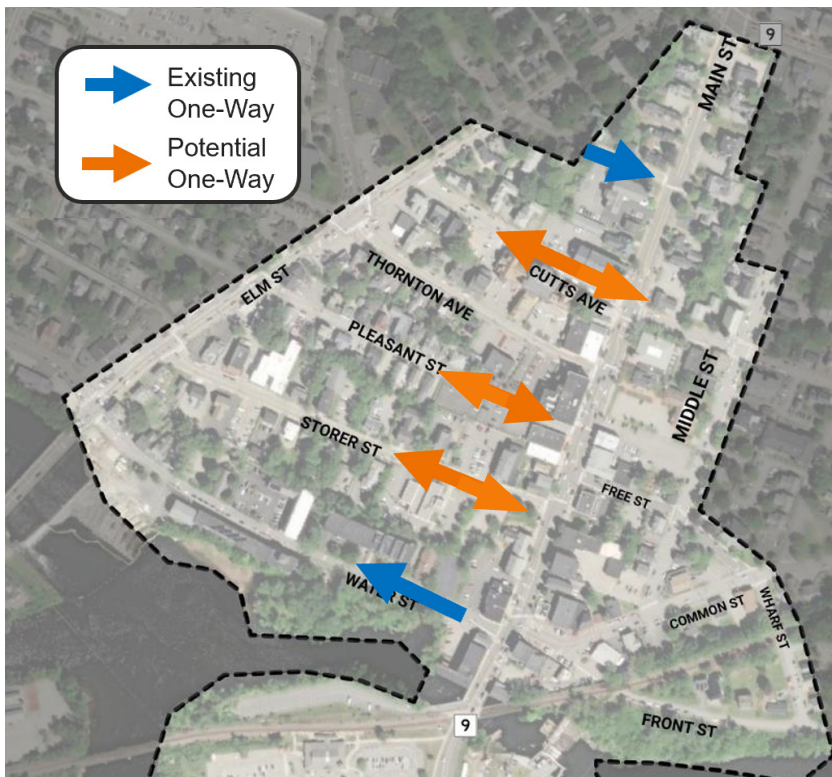 Existing
One-Way
Potential
One-Way
9
MAIN ST
ELM ST
THORNTON AVE
CUTTS AVE
PLEASANT ST
MIDDLE ST
STORER ST
FREE ST
WATER ST
COMMON ST
WHARF ST
9
FRONT ST